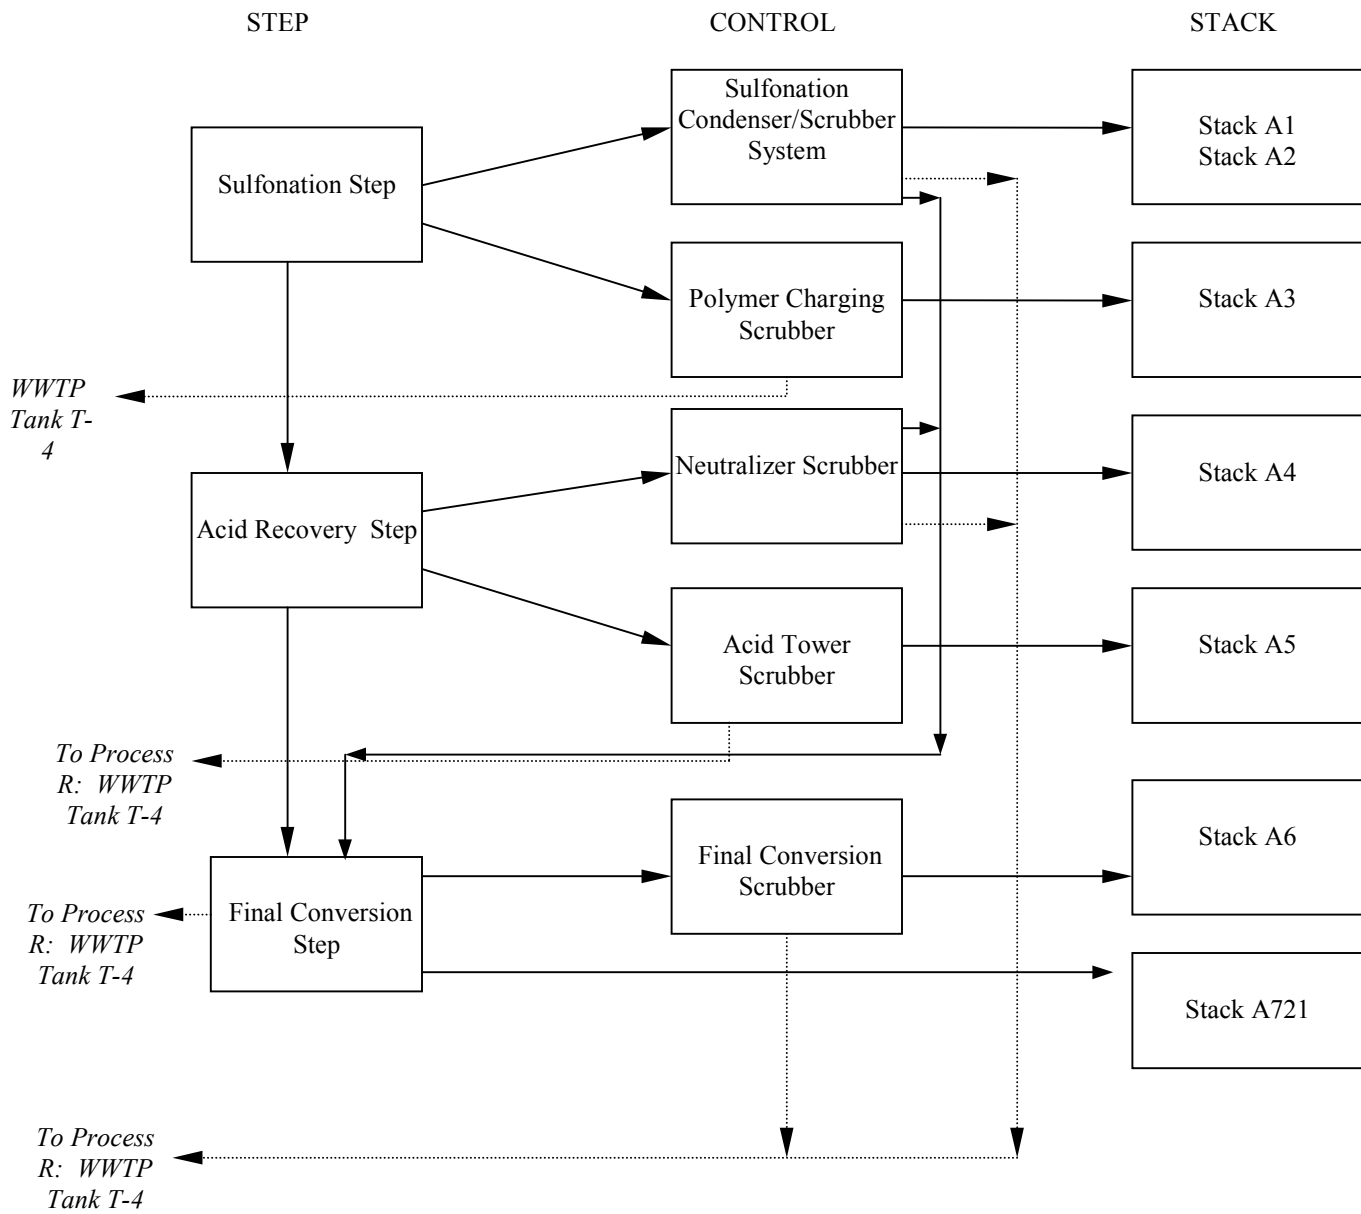 STEP
CONTROL
STACK
Sulfonation
Condenser/Scrubber
System
Stack A1
Stack A2
Sulfonation Step
Polymer Charging
Scrubber
Stack A3
WWTP
Tank T-
4
Neutralizer Scrubber
Stack A4
Acid Recovery Step
Acid Tower
Scrubber
Stack A5
To Process
R: WWTP
Tank T-4
Final Conversion
Scrubber
Stack A6
To Process
R: WWTP
Tank T-4
Final Conversion
Step
Stack A721
To Process
R: WWTP
Tank T-4